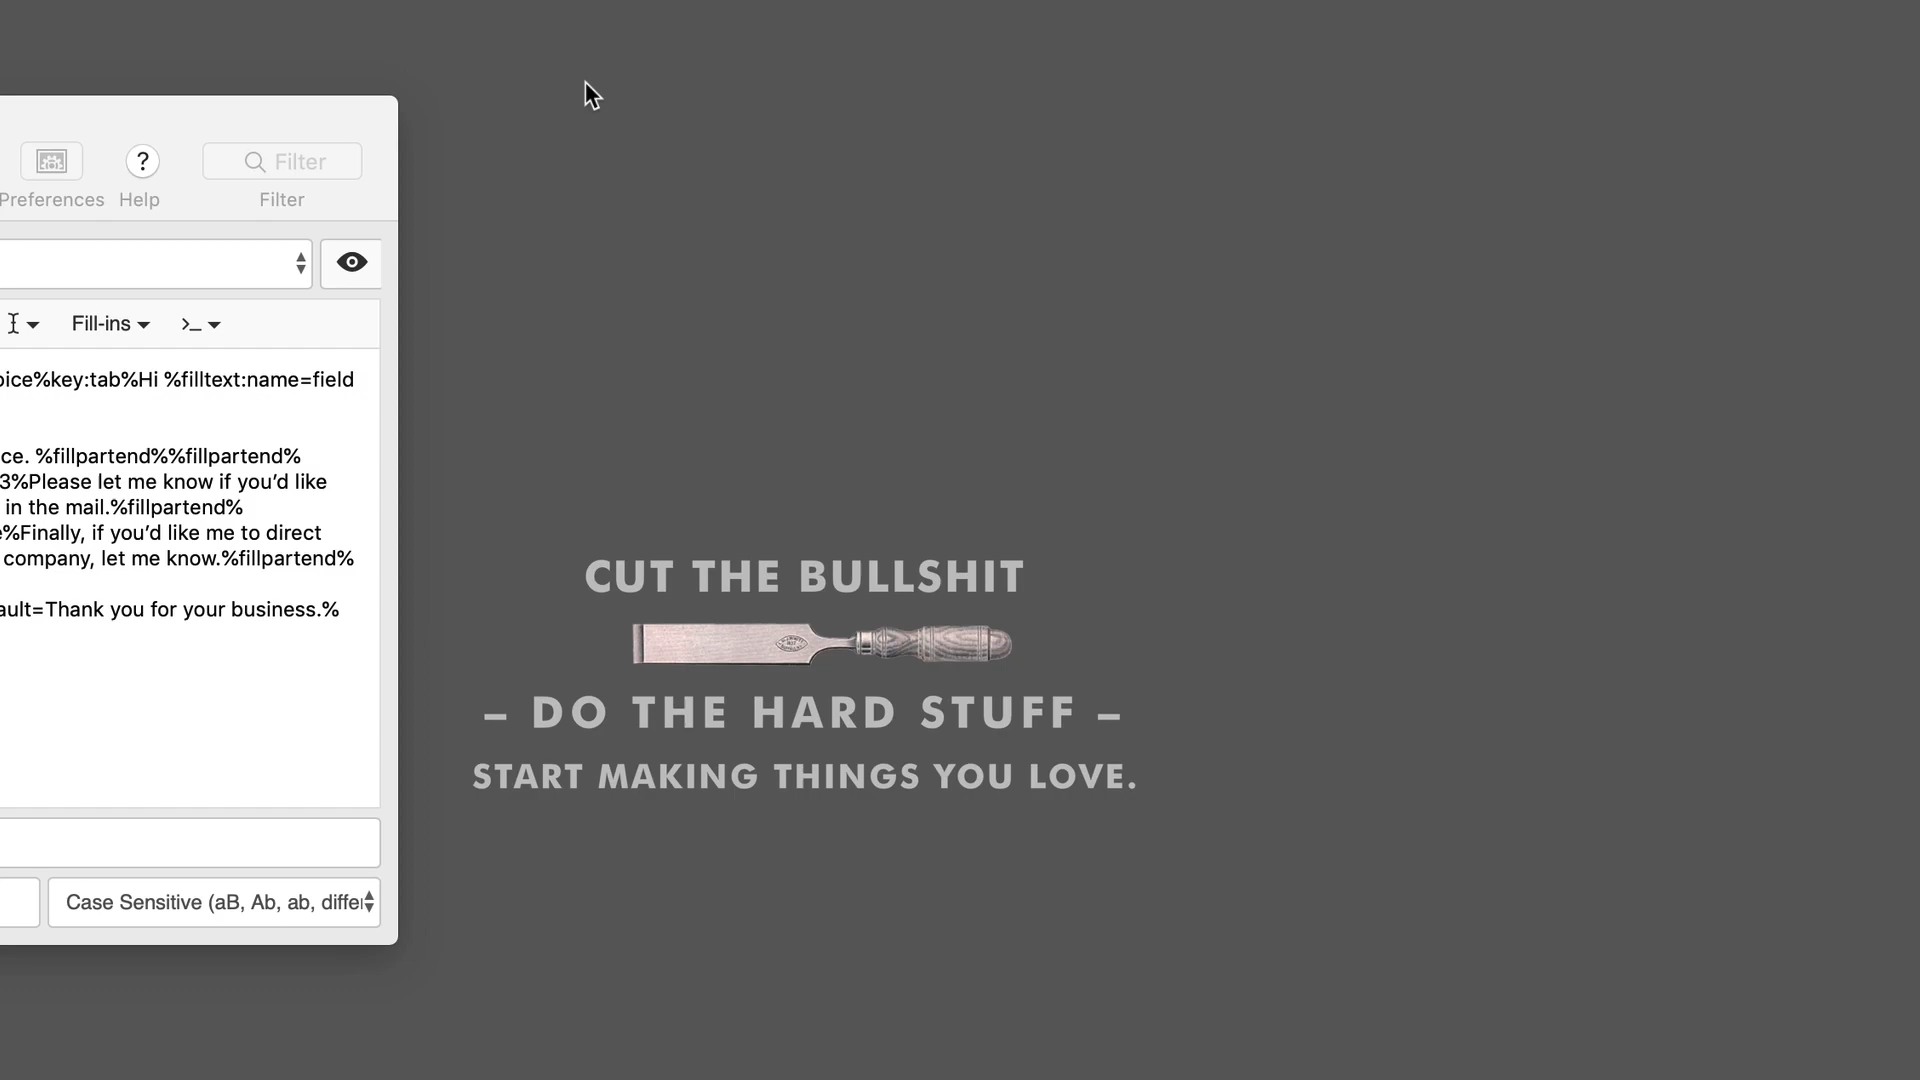 Filter
Preferences
Help
Filter
Fill-ins
oice%key:tab%Hi %filltext:name=field
ce. %fillpartend%%fillpartend%
3%Please let me know if you’d like
in the mail.%fillpartend%
e%Finally, if you’d like me to direct
company, let me know.%fillpartend%
ault=Thank you for your business.%
Case Sensitive (aB, Ab, ab, differ
CUT THE BULLSHIT
– DO THE HARD STUFF –
START MAKING THINGS YOU LOVE.